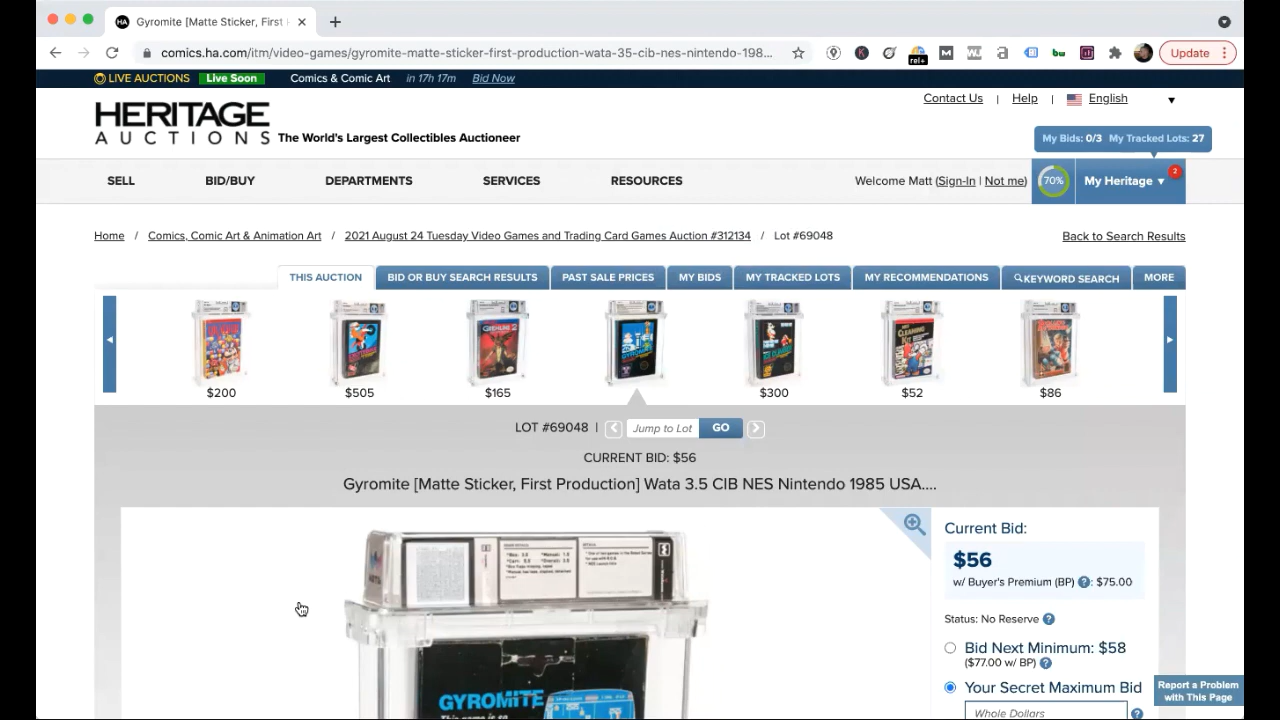 Gyromite [Matte Sticker, First
comics.ha.com/itm/video-games/gyromite-matte-sticker-first-production-wata-35-cib-nes-nintendo-198...
rel+
Update
LIVE AUCTIONS Live Soon Comics & Comic Art in 17h 17m Bid Now
Contact Us | Help | English
HERITAGE
AUCTIONS The World's Largest Collectibles Auctioneer
My Bids: 0/3 My Tracked Lots: 27
SELL BID/BUY DEPARTMENTS SERVICES RESOURCES Welcome Matt (Sign-In | Not me) 70% My Heritage 2
Home / Comics, Comic Art & Animation Art / 2021 August 24 Tuesday Video Games and Trading Card Games Auction #312134 / Lot #69048 Back to Search Results
THIS AUCTION BID OR BUY SEARCH RESULTS PAST SALE PRICES MY BIDS MY TRACKED LOTS MY RECOMMENDATIONS KEYWORD SEARCH MORE
$200 $505 $165 $300 $52 $86
LOT #69048 | Jump to Lot GO
CURRENT BID: $56
Gyromite [Matte Sticker, First Production] Wata 3.5 CIB NES Nintendo 1985 USA....
Current Bid:
$56
w/ Buyer's Premium (BP) ? : $75.00
Status: No Reserve ?
Bid Next Minimum: $58
($77.00 w/ BP) ?
Your Secret Maximum Bid
Whole Dollars ?
Report a Problem
with This Page
GYROMITE